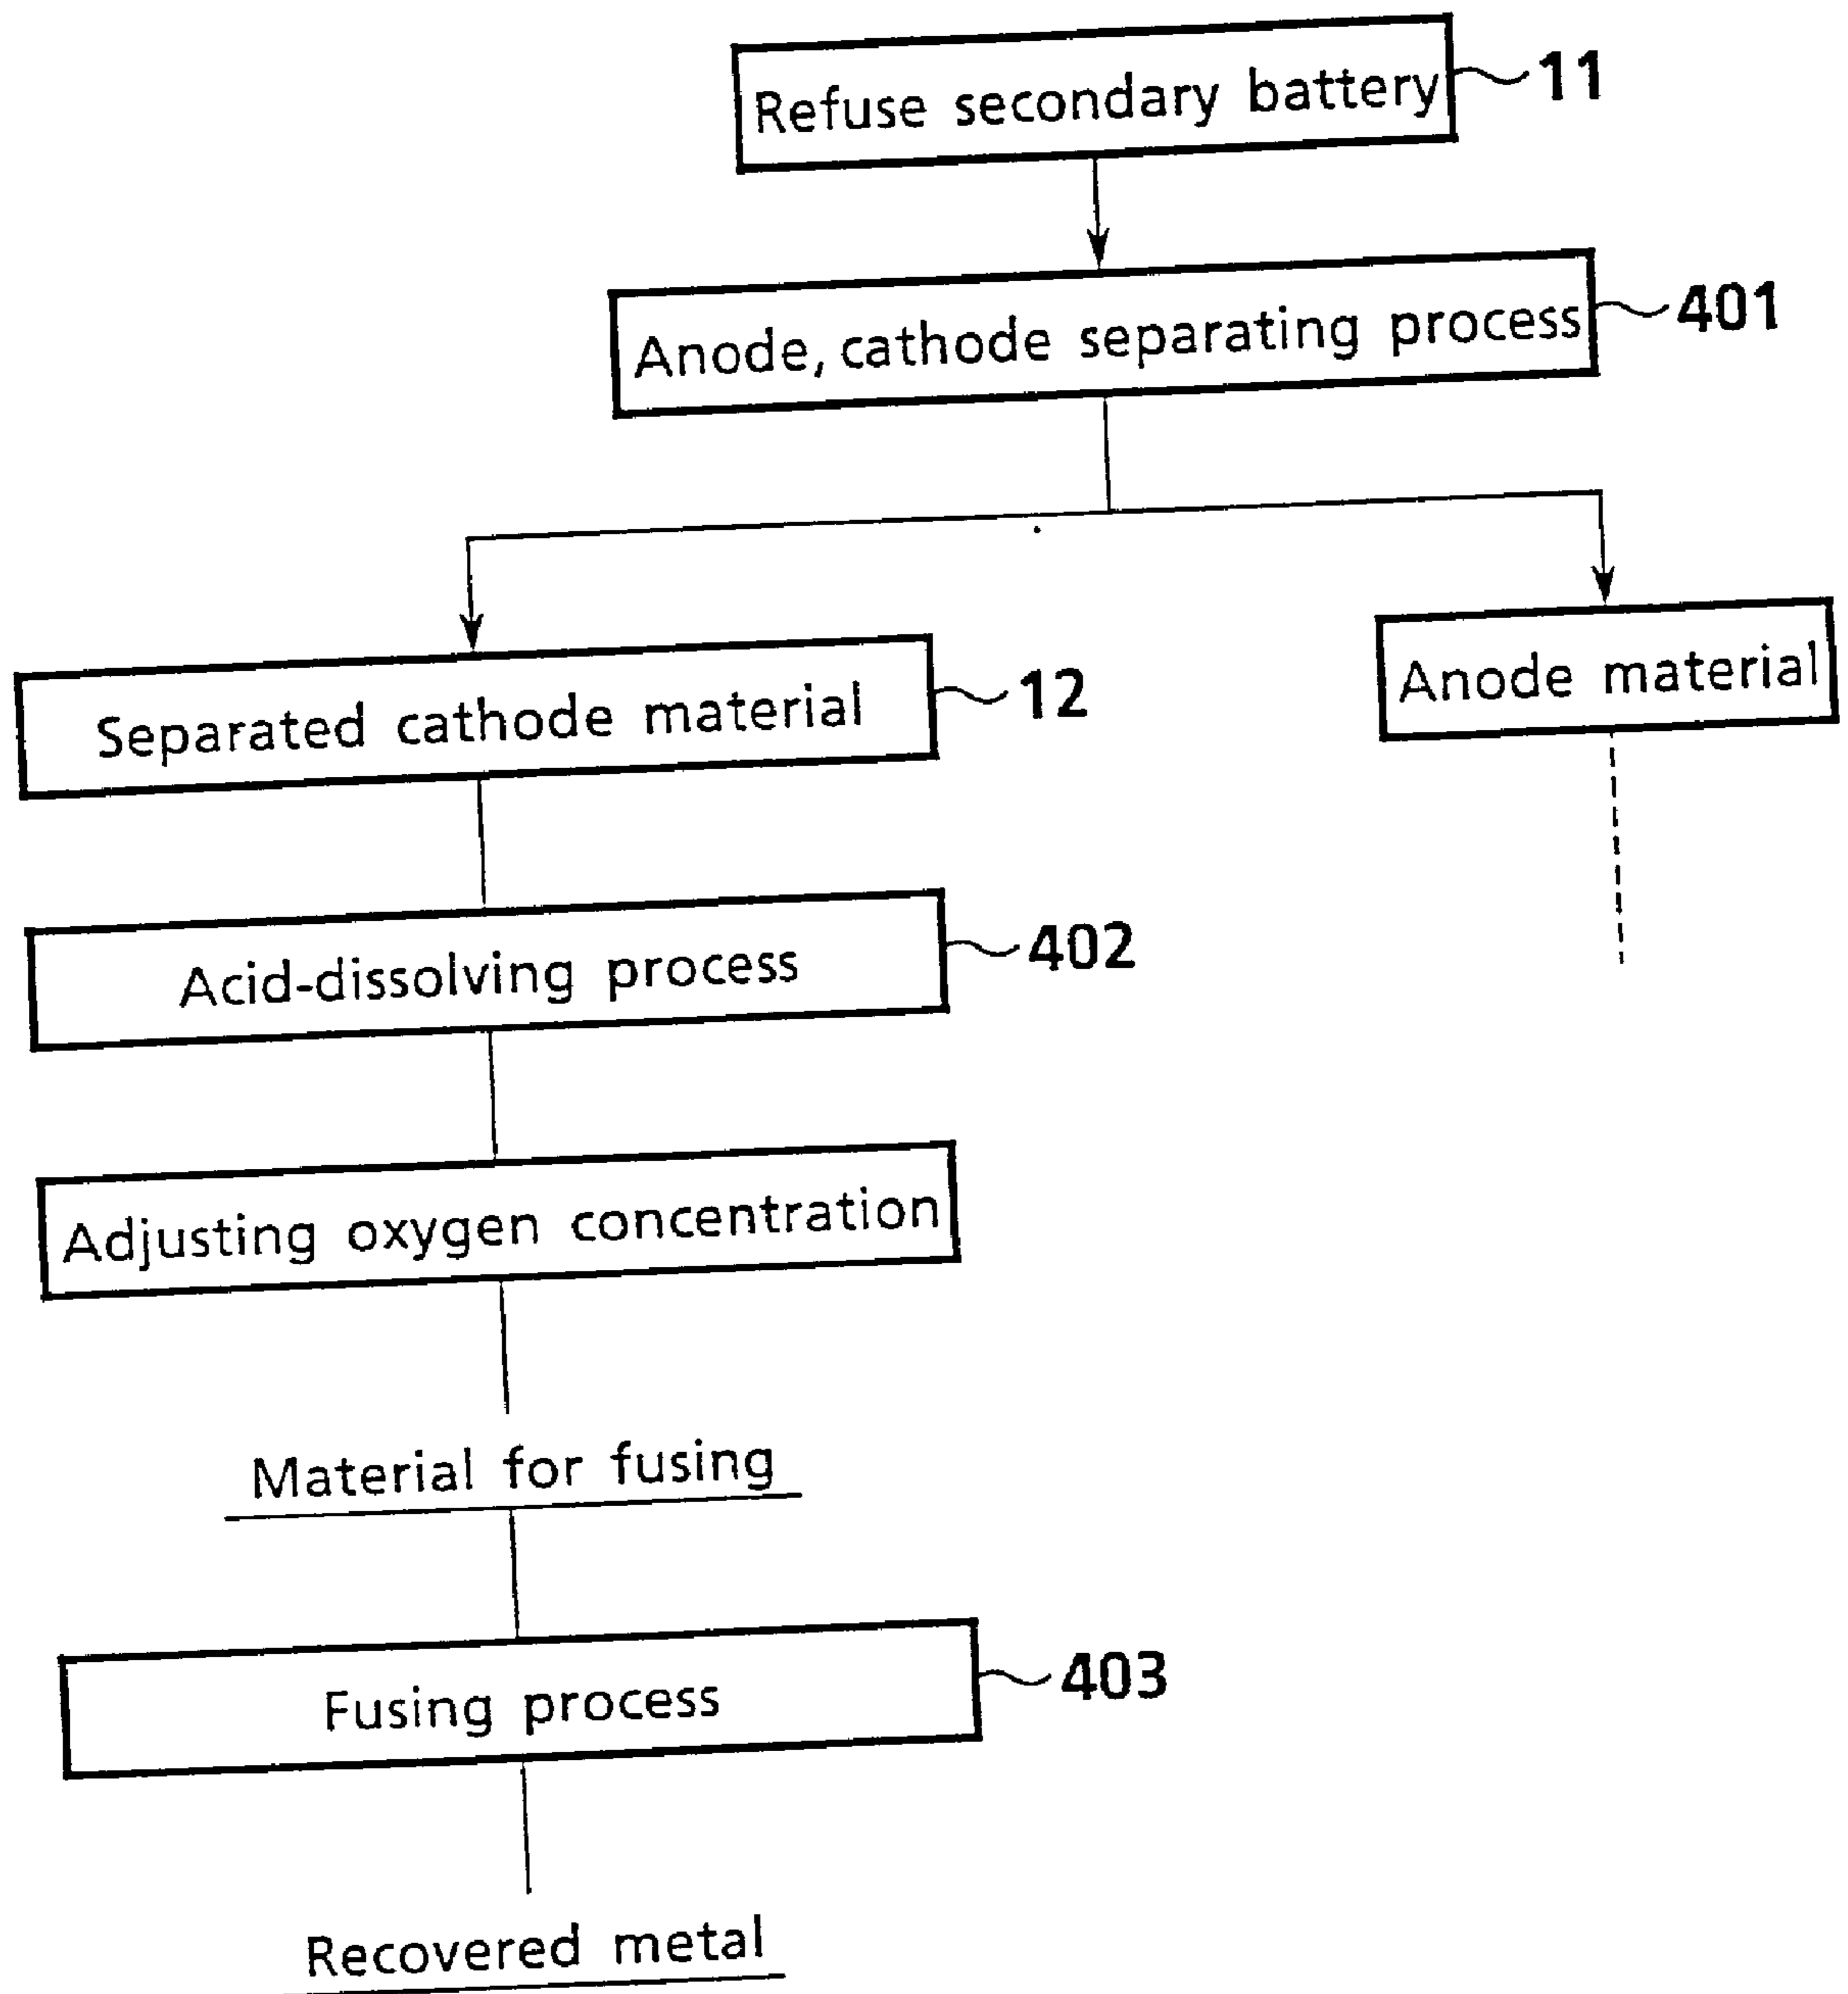 Refuse secondary battery 11
Anode, cathode separating process 401
Separated cathode material 12
Anode material
Acid-dissolving process 402
Adjusting oxygen concentration
Material for fusing
Fusing process 403
Recovered metal